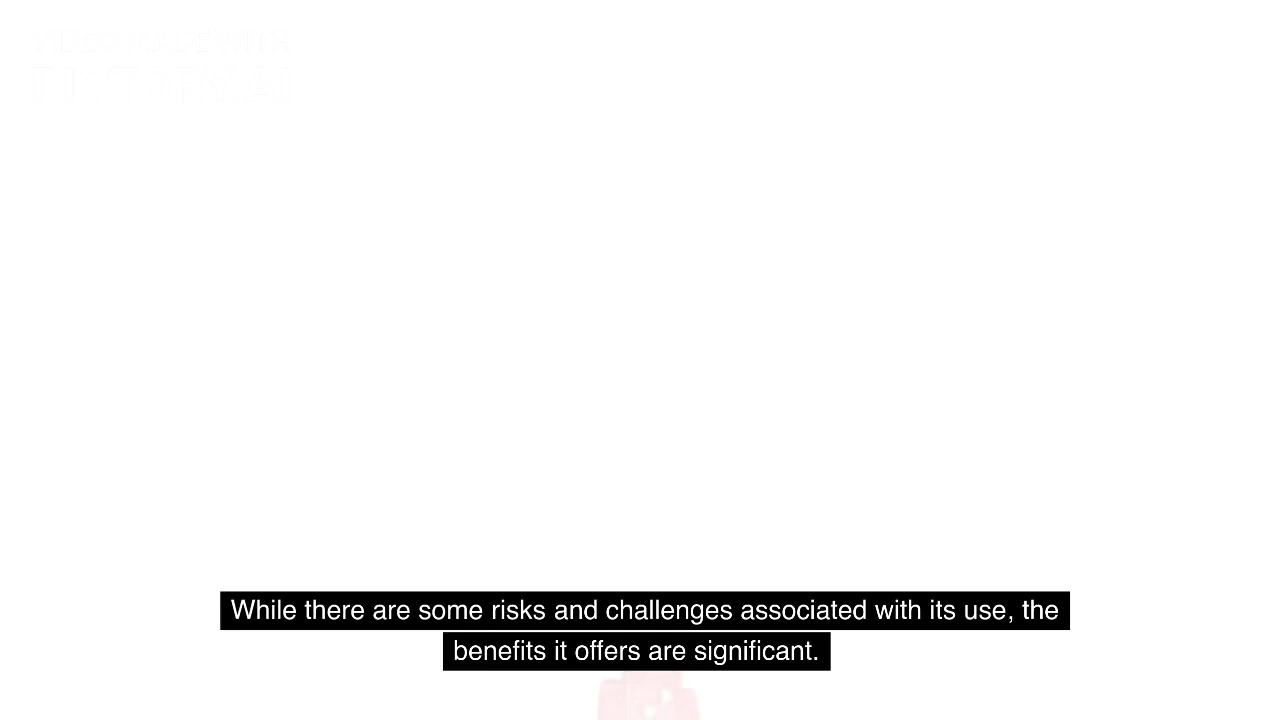 While there are some risks and challenges associated with its use, the
benefits it offers are significant.